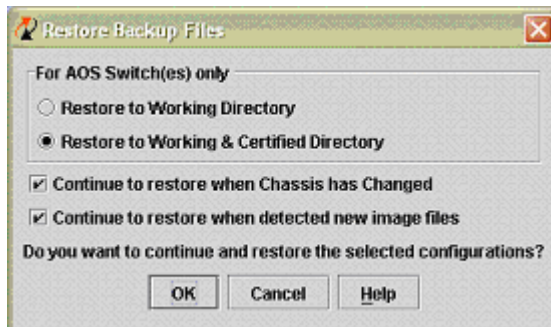 Restore Backup Files
For AOS Switch(es) only
Restore to Working Directory
Restore to Working & Certified Directory
Continue to restore when Chassis has Changed
Continue to restore when detected new image files
Do you want to continue and restore the selected configurations?
OK Cancel Help